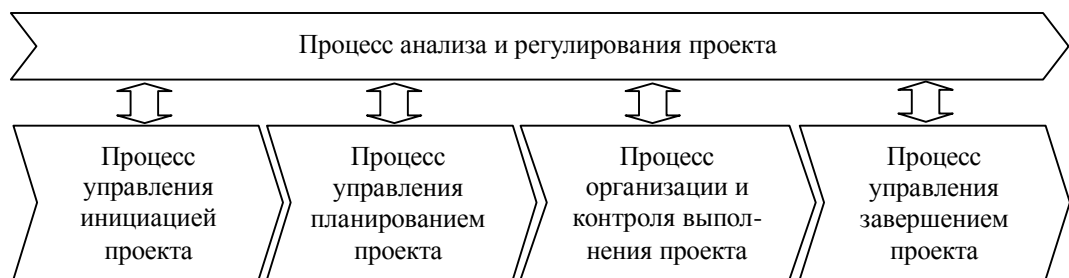 Процесс анализа и регулирования проекта
Процесс
управления
инициацией
проекта
Процесс
управления
планированием
проекта
Процесс
организации и
контроля выпол-
нения проекта
Процесс
управления
завершением
проекта